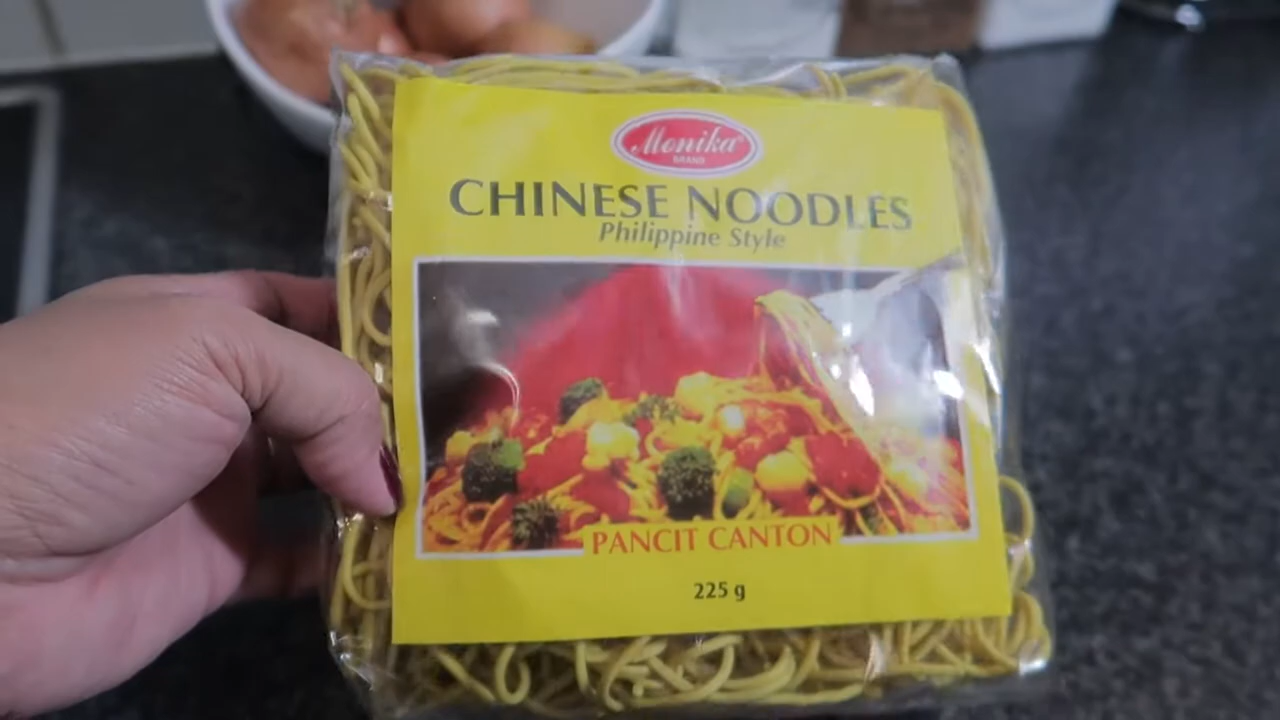 Monika
BRAND
CHINESE NOODLES
Philippine Style
PANCIT CANTON
225 g